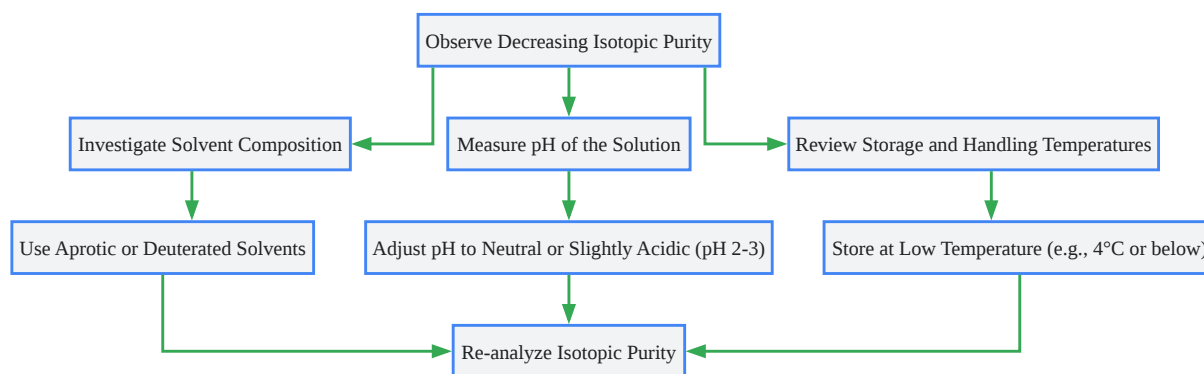 Observe Decreasing Isotopic Purity
Investigate Solvent Composition
Measure pH of the Solution
Review Storage and Handling Temperatures
Use Aprotic or Deuterated Solvents
Adjust pH to Neutral or Slightly Acidic (pH 2-3)
Store at Low Temperature (e.g., 4°C or below)
Re-analyze Isotopic Purity